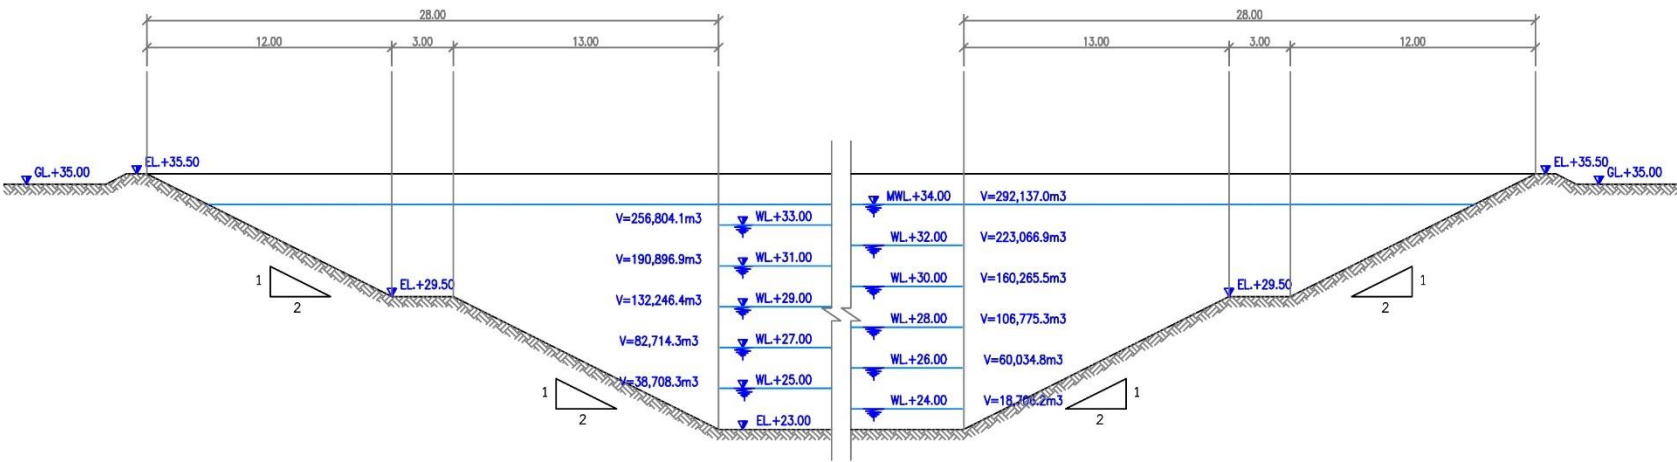 28.00 28.00
12.00 3.00 13.00 13.00 3.00 12.00
GL.+35.00 EL.+35.50 EL.+35.50 GL.+35.00
MWL.+34.00 V=292,137.0m3
V=256,804.1m3 WL.+33.00
WL.+32.00 V=223,066.9m3
V=190,896.9m3 WL.+31.00
1 2 WL.+30.00 V=160,265.5m3 1 2
EL.+29.50 EL.+29.50
V=132,246.4m3 WL.+29.00
WL.+28.00 V=106,775.3m3
V=82,714.3m3 WL.+27.00
WL.+26.00 V=60,034.8m3
1 2 V=38,708.3m3 WL.+25.00 1 2
WL.+24.00
EL.+23.00